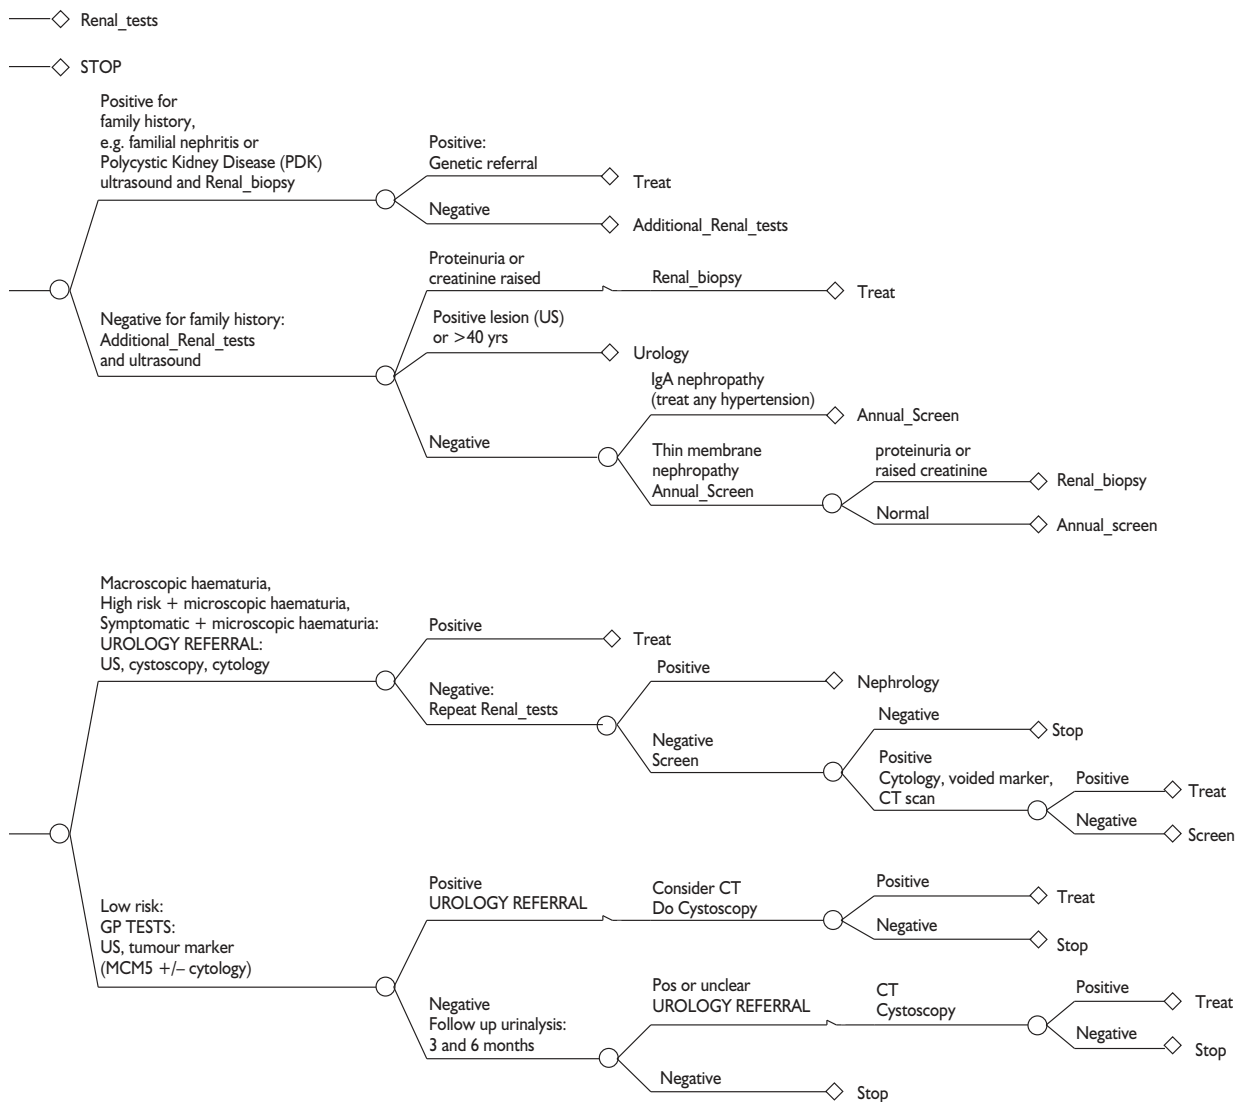 Renal_tests
STOP
Positive for
family history,
e.g. familial nephritis or
Polycystic Kidney Disease (PDK)
ultrasound and Renal_biopsy
Positive:
Genetic referral
Treat
Negative
Additional_Renal_tests
Negative for family history:
Additional_Renal_tests
and ultrasound
Proteinuria or
creatinine raised
Renal_biopsy
Treat
Positive lesion (US)
or >40 yrs
Urology
Negative
IgA nephropathy
(treat any hypertension)
Annual_Screen
Thin membrane
nephropathy
Annual_Screen
proteinuria or
raised creatinine
Renal_biopsy
Normal
Annual_screen
Macroscopic haematuria,
High risk + microscopic haematuria,
Symptomatic + microscopic haematuria:
UROLOGY REFERRAL:
US, cystoscopy, cytology
Positive
Treat
Negative:
Repeat Renal_tests
Positive
Nephrology
Negative
Screen
Negative
Stop
Positive
Cytology, voided marker,
CT scan
Positive
Treat
Negative
Screen
Low risk:
GP TESTS:
US, tumour marker
(MCM5 +/– cytology)
Positive
UROLOGY REFERRAL
Consider CT
Do Cystoscopy
Positive
Treat
Negative
Stop
Negative
Follow up urinalysis:
3 and 6 months
Pos or unclear
UROLOGY REFERRAL
CT
Cystoscopy
Positive
Treat
Negative
Stop
Negative
Stop